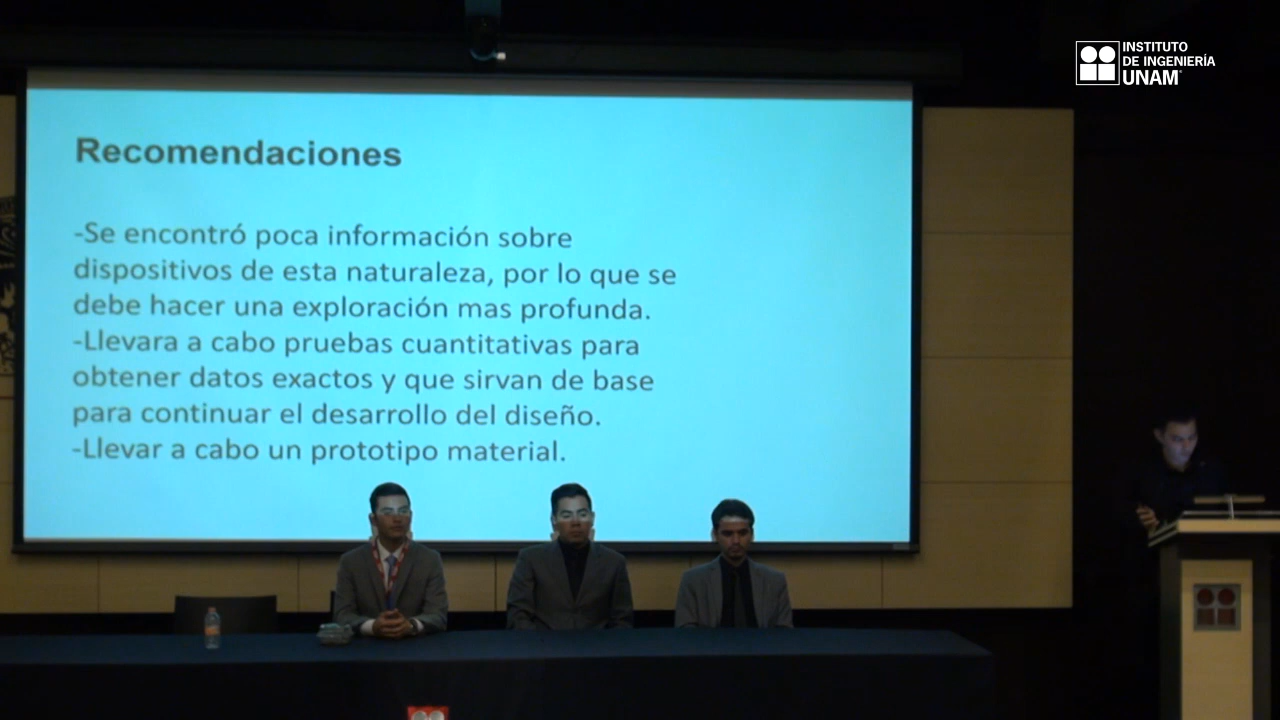 INSTITUTO
DE INGENIERÍA
UNAM
Recomendaciones
-Se encontró poca información sobre
dispositivos de esta naturaleza, por lo que se
debe hacer una exploración mas profunda.
-Llevara a cabo pruebas cuantitativas para
obtener datos exactos y que sirvan de base
para continuar el desarrollo del diseño.
-Llevar a cabo un prototipo material.